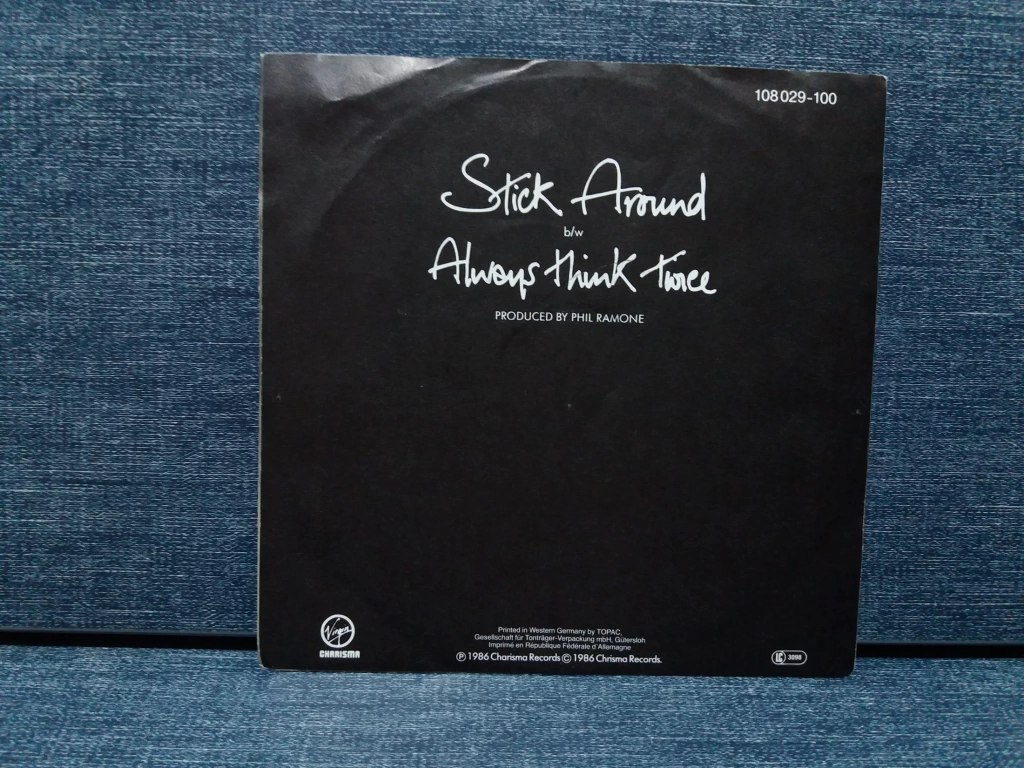 108 029-100
Stick Around
b/w
Always think twice
PRODUCED BY PHIL RAMONE
Virgin
CHARISMA
Printed in Western Germany by TOPAC,
Gesellschaft für Tonträger-Verpackung mbH, Gütersloh
Imprimé en République Fédérale d'Allemagne
℗ 1986 Charisma Records © 1986 Chrisma Records.
LC 3098